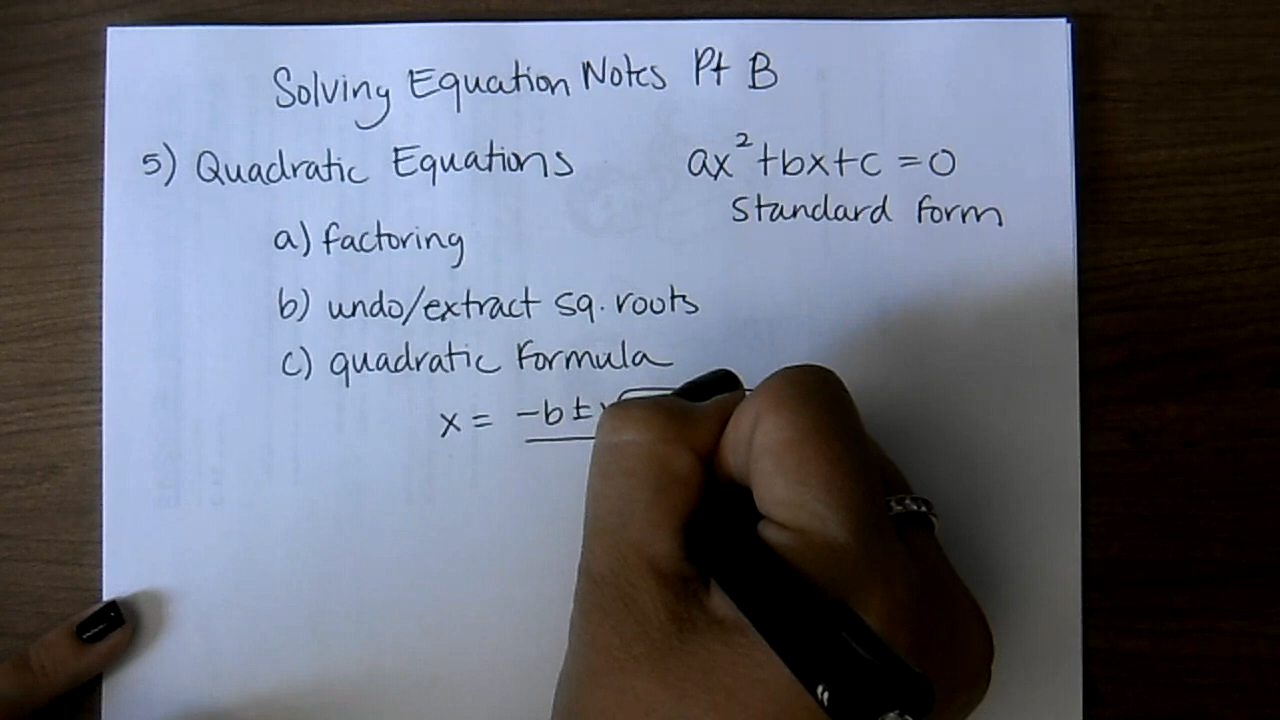 Solving Equation Notes Pt B
5) Quadratic Equations ax²+bx+c=0
Standard form
a) factoring
b) undo/extract sq. roots
c) quadratic formula
x = -b±√